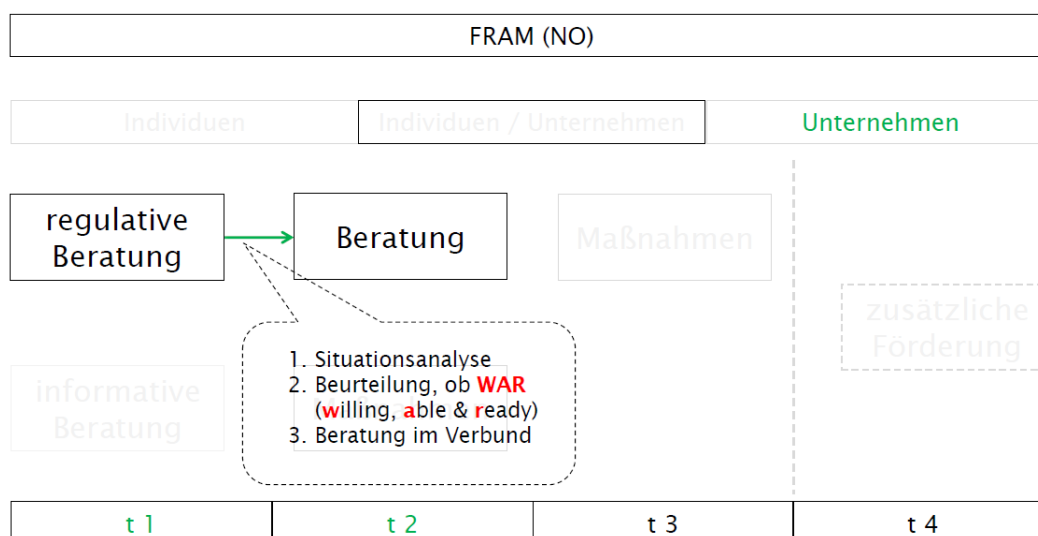 FRAM (NO)
Individuen
Individuen / Unternehmen
Unternehmen
regulative
Beratung
Beratung
Maßnahmen
zusätzliche
Förderung
1. Situationsanalyse
2. Beurteilung, ob WAR
(willing, able & ready)
3. Beratung im Verbund
informative
Beratung
t 1
t 2
t 3
t 4